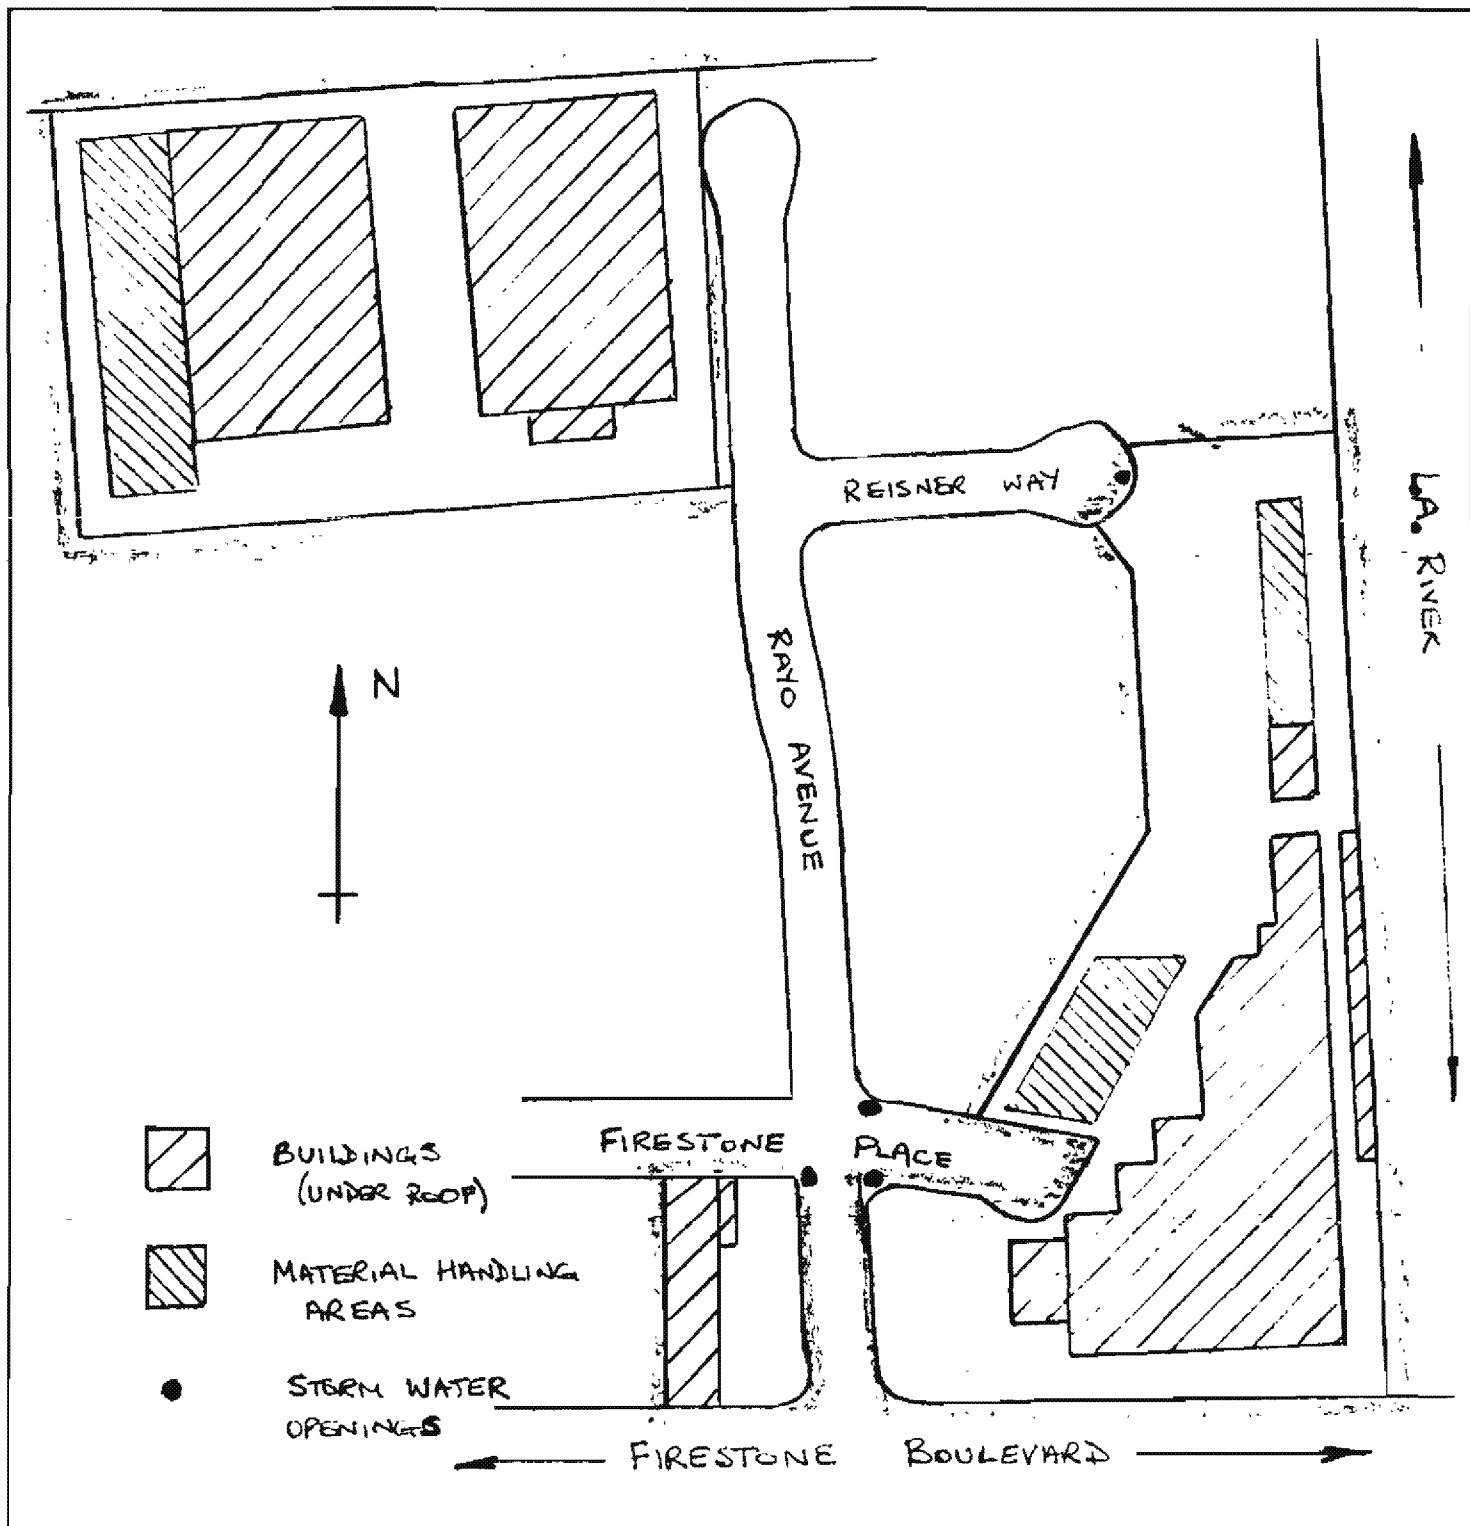 REISNER WAY
L.A. RIVER
RAYO AVENUE
N
FIRESTONE PLACE
BUILDINGS
(UNDER ROOF)
MATERIAL HANDLING
AREAS
STORM WATER
OPENINGS
FIRESTONE BOULEVARD